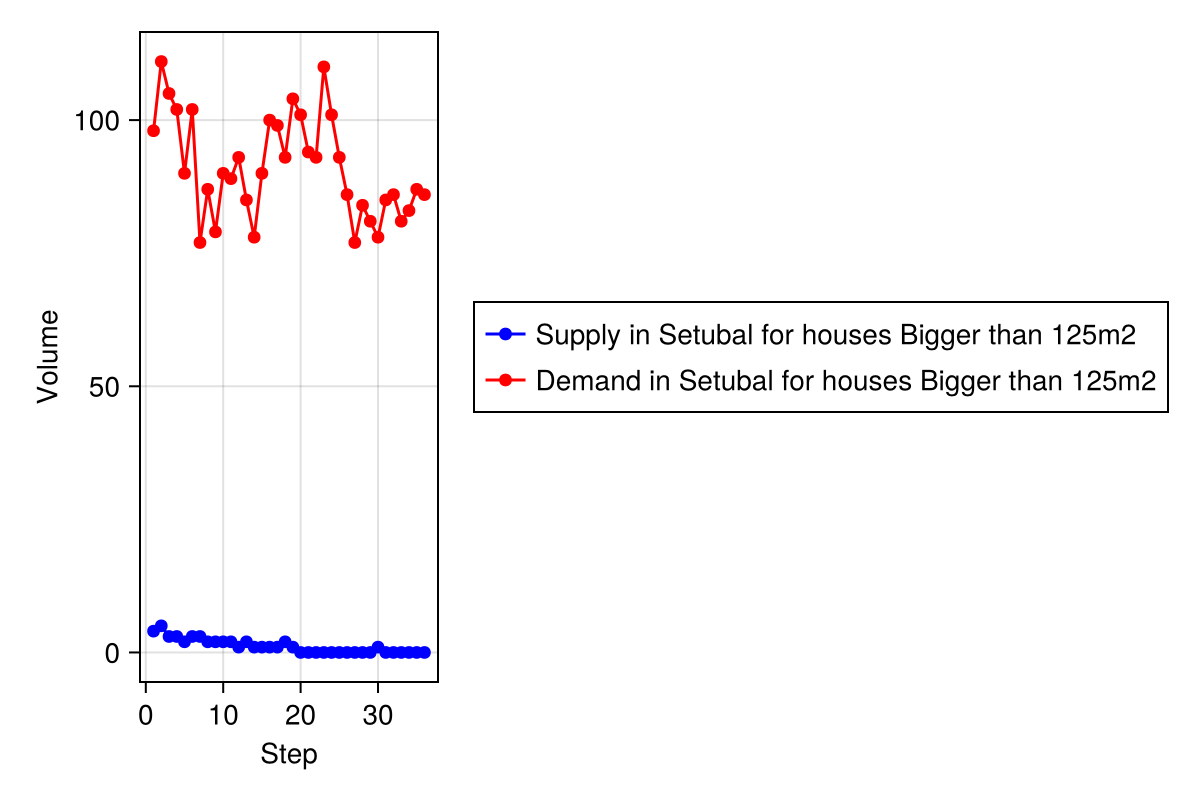 100
50
0
Volume
0 10 20 30
Step
Supply in Setubal for houses Bigger than 125m2
Demand in Setubal for houses Bigger than 125m2